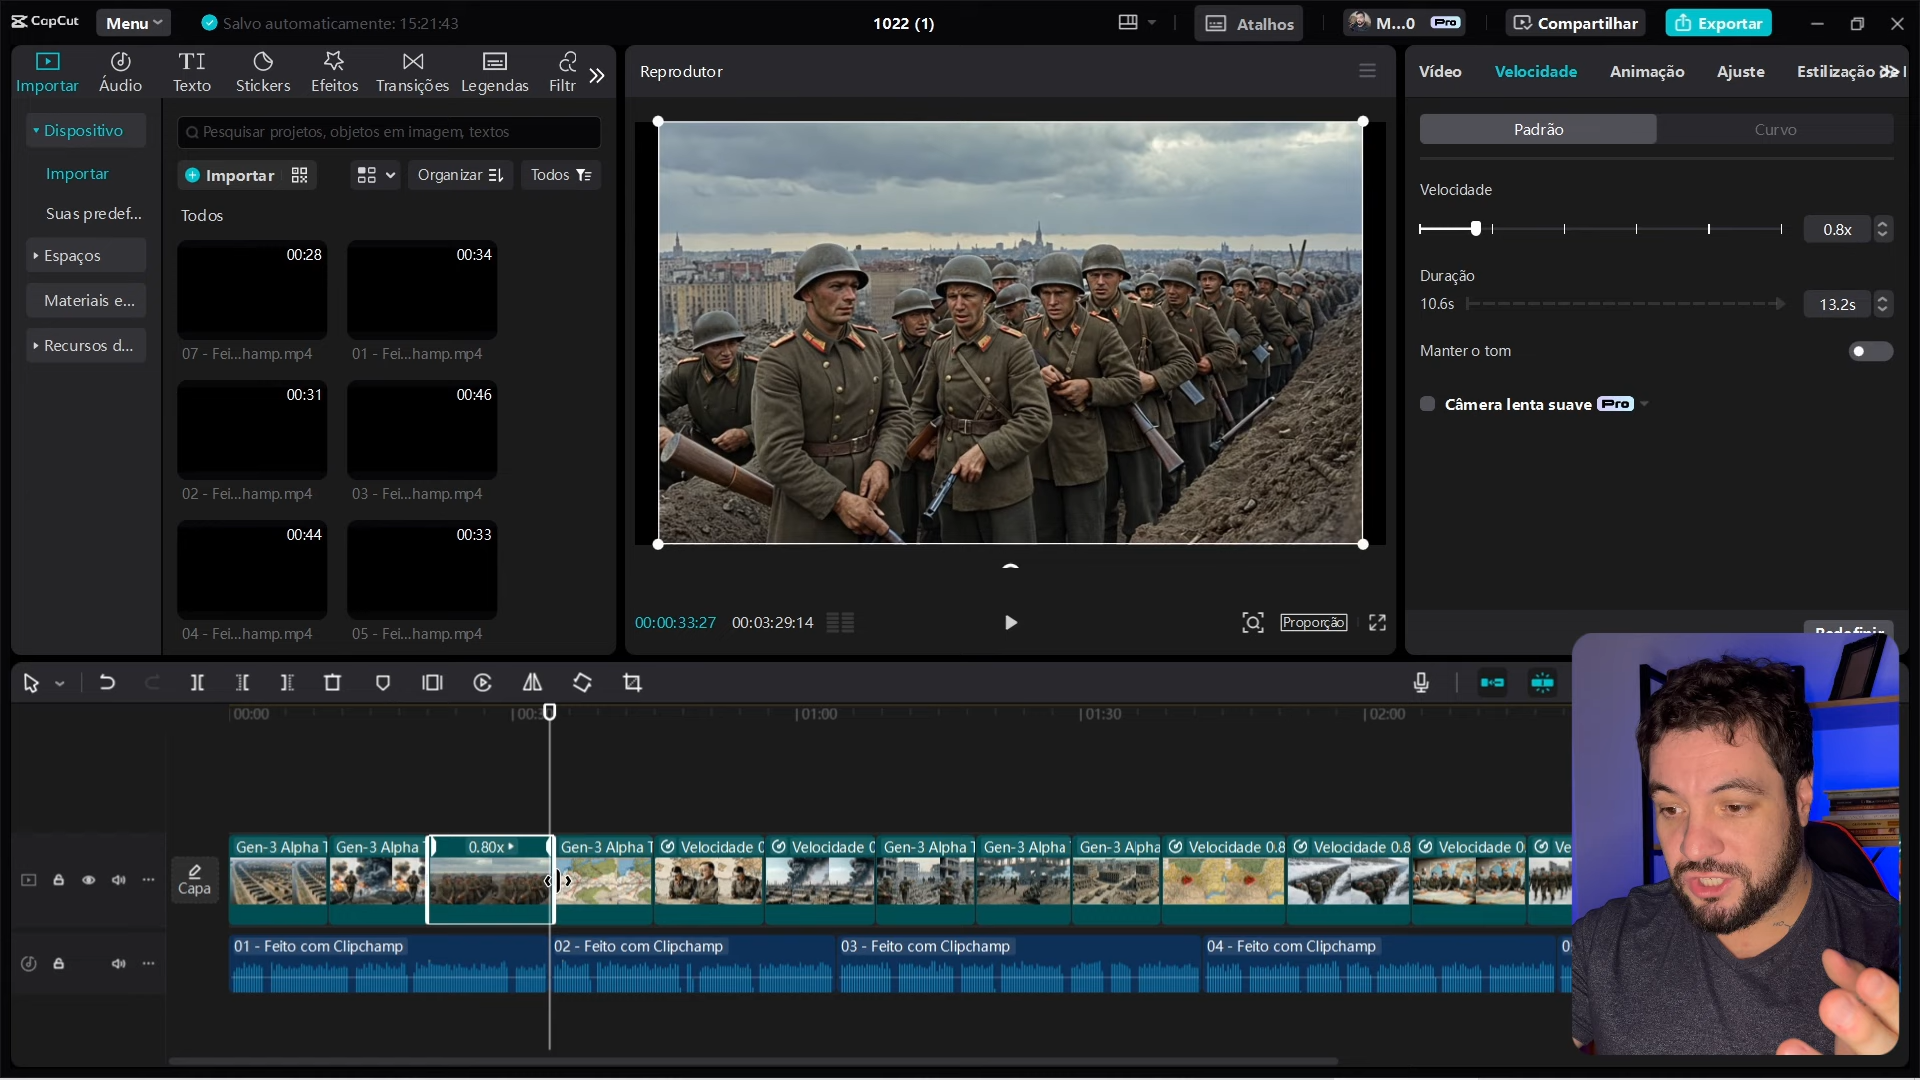 CapCut
Menu
Salvo automaticamente: 15:21:43
1022 (1)
Atalhos
M...0
Pro
Compartilhar
Exportar
Importar
Áudio
Texto
Stickers
Efeitos
Transições
Legendas
Filtr
Dispositivo
Importar
Suas predef...
Espaços
Materiais e...
Recursos d...
Pesquisar projetos, objetos em imagem, textos
Importar
Organizar
Todos
Todos
00:28
00:34
07 - Fei...hamp.mp4
01 - Fei...hamp.mp4
00:31
00:46
02 - Fei...hamp.mp4
03 - Fei...hamp.mp4
00:44
00:33
04 - Fei...hamp.mp4
05 - Fei...hamp.mp4
Reprodutor
00:00:33:27
00:03:29:14
Proporção
Vídeo
Velocidade
Animação
Ajuste
Estilização
Padrão
Curvo
Velocidade
0.8x
Duração
10.6s
13.2s
Manter o tom
Câmera lenta suave
Pro
Redefinir
00:00
00:3
01:00
01:30
02:00
Capa
Gen-3 Alpha T
Gen-3 Alpha T
0.80x
Gen-3 Alpha T
Velocidade 0
Velocidade 0
Gen-3 Alpha T
Gen-3 Alpha T
Gen-3 Alpha
Velocidade 0.8
Velocidade 0.8
Velocidade 0.
Ve
01 - Feito com Clipchamp
02 - Feito com Clipchamp
03 - Feito com Clipchamp
04 - Feito com Clipchamp
0